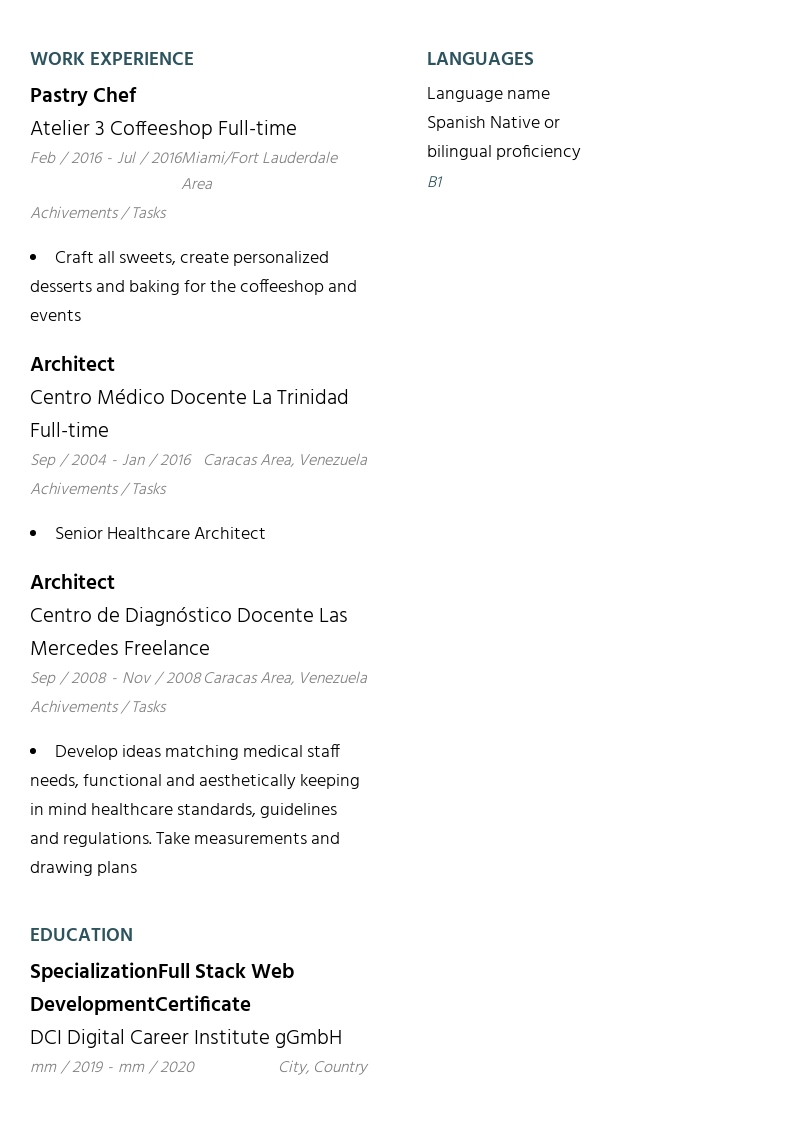 WORK EXPERIENCE
Pastry Chef
Atelier 3 Coffeeshop Full-time
Feb / 2016 - Jul / 2016 Miami/Fort Lauderdale
Area
Achivements / Tasks
• Craft all sweets, create personalized
desserts and baking for the coffeeshop and
events
Architect
Centro Médico Docente La Trinidad
Full-time
Sep / 2004 - Jan / 2016 Caracas Area, Venezuela
Achivements / Tasks
• Senior Healthcare Architect
Architect
Centro de Diagnóstico Docente Las
Mercedes Freelance
Sep / 2008 - Nov / 2008 Caracas Area, Venezuela
Achivements / Tasks
• Develop ideas matching medical staff
needs, functional and aesthetically keeping
in mind healthcare standards, guidelines
and regulations. Take measurements and
drawing plans
EDUCATION
SpecializationFull Stack Web
DevelopmentCertificate
DCI Digital Career Institute gGmbH
mm / 2019 - mm / 2020 City, Country
LANGUAGES
Language name
Spanish Native or
bilingual proficiency
B1